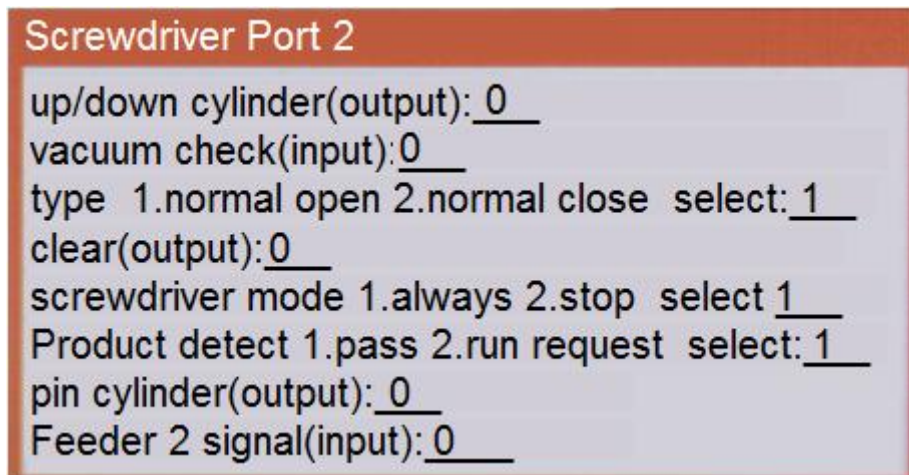 Screwdriver Port 2
up/down cylinder(output): 0
vacuum check(input):0
type 1.normal open 2.normal close select: 1
clear(output):0
screwdriver mode 1.always 2.stop select 1
Product detect 1.pass 2.run request select: 1
pin cylinder(output): 0
Feeder 2 signal(input): 0